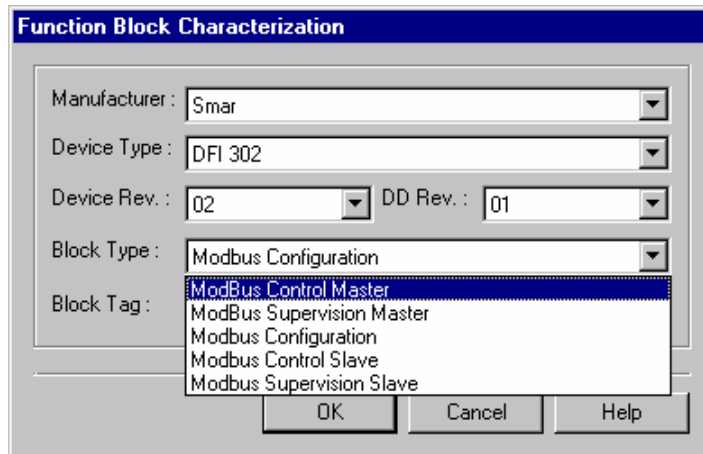 Function Block Characterization
Manufacturer : Smar
Device Type : DFI 302
Device Rev. : 02 DD Rev. : 01
Block Type : Modbus Configuration
ModBus Control Master
Block Tag : ModBus Supervision Master
Modbus Configuration
Modbus Control Slave
Modbus Supervision Slave
OK Cancel Help